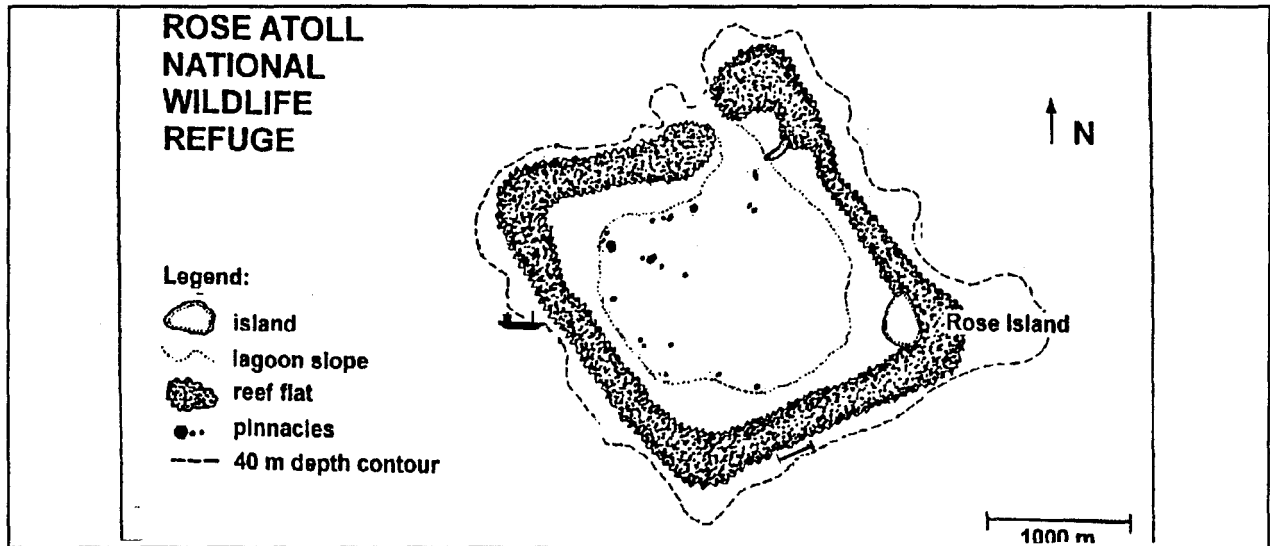 ROSE ATOLL
NATIONAL
WILDLIFE
REFUGE
N
Legend:
island
lagoon slope
reef flat
pinnacles
40 m depth contour
Rose Island
1000 m